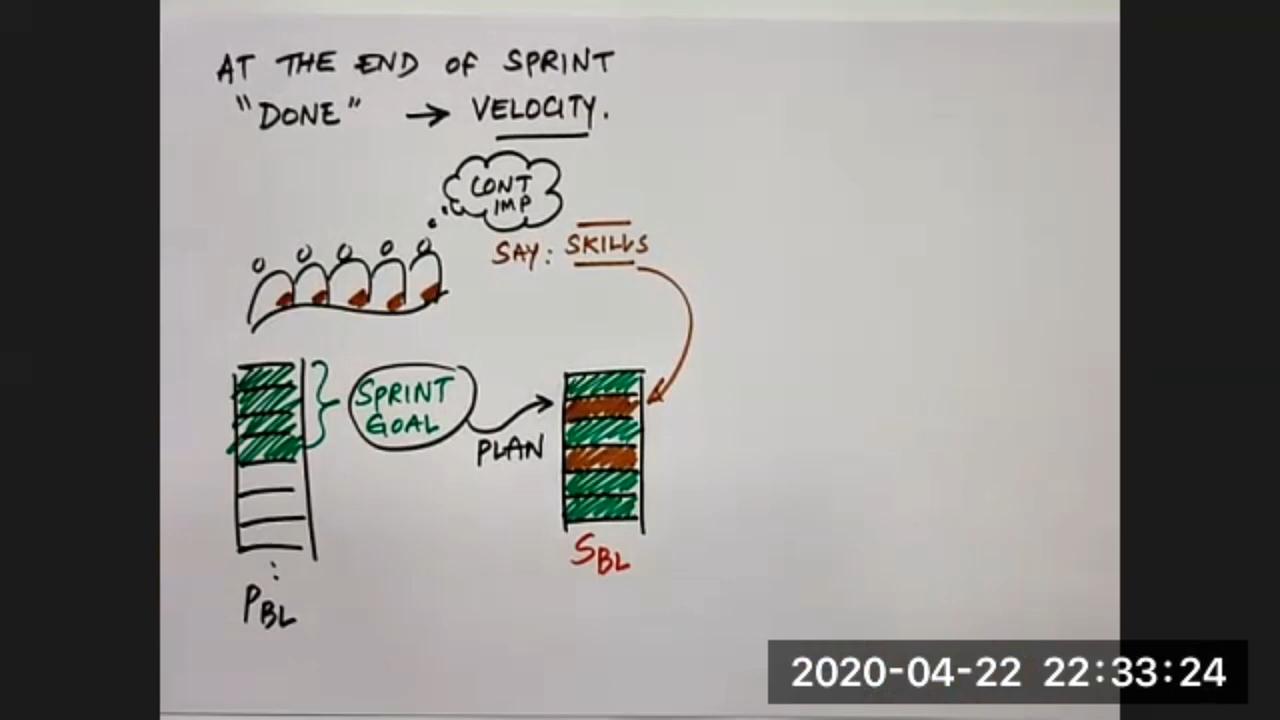 AT THE END OF SPRINT
"DONE" → VELOCITY.
CONT
IMP
SAY: SKILLS
SPRINT
GOAL
PLAN
SBL
PBL
2020-04-22 22:33:24